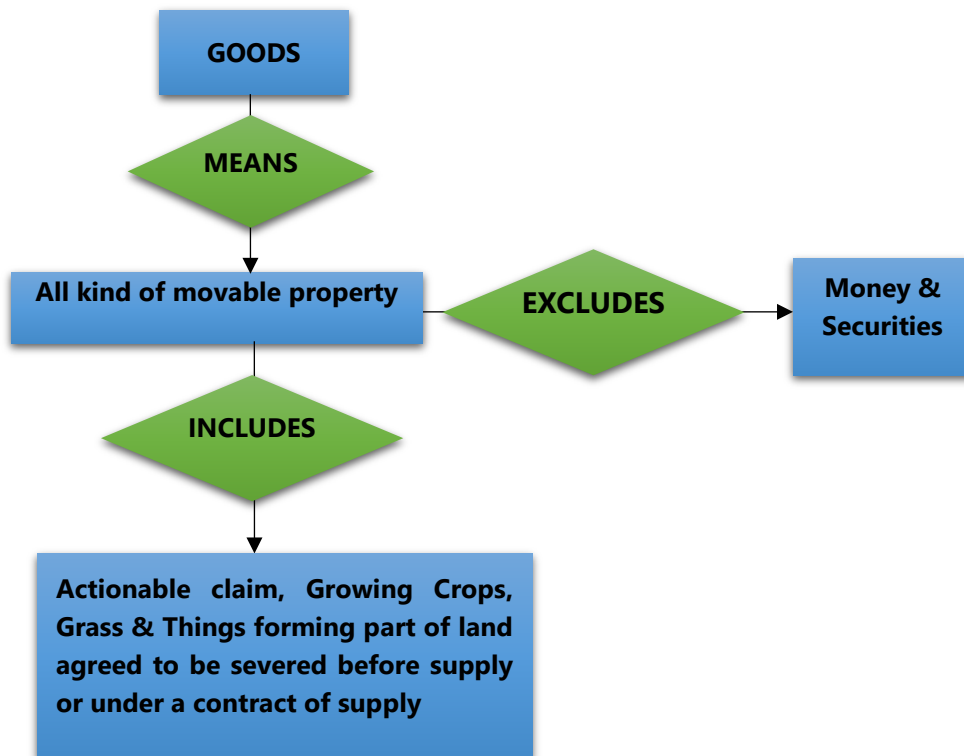 GOODS
MEANS
All kind of movable property
EXCLUDES
Money &
Securities
INCLUDES
Actionable claim, Growing Crops,
Grass & Things forming part of land
agreed to be severed before supply
or under a contract of supply